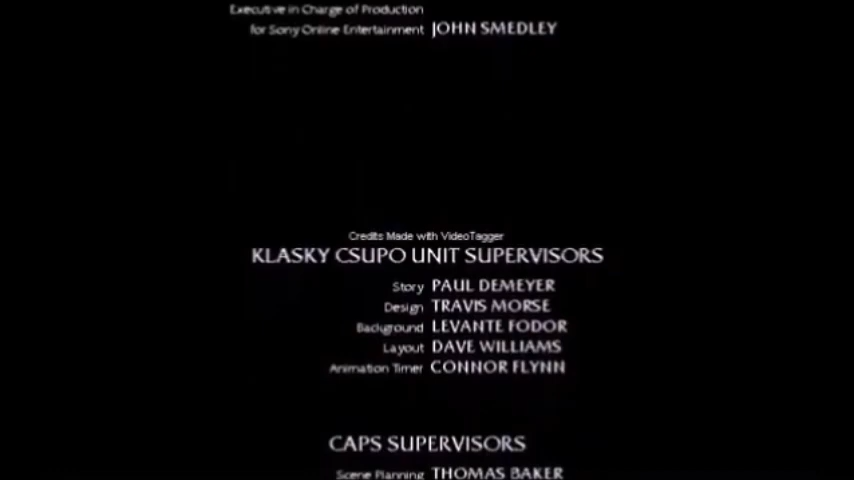 Executive in Charge of Production
for Sony Online Entertainment JOHN SMEDLEY
Credits Made with VideoTagger
KLASKY CSUPO UNIT SUPERVISORS
Story PAUL DEMEYER
Design TRAVIS MORSE
Background LEVANTE FODOR
Layout DAVE WILLIAMS
Animation Timer CONNOR FLYNN
CAPS SUPERVISORS
Scene Planning THOMAS BAKER